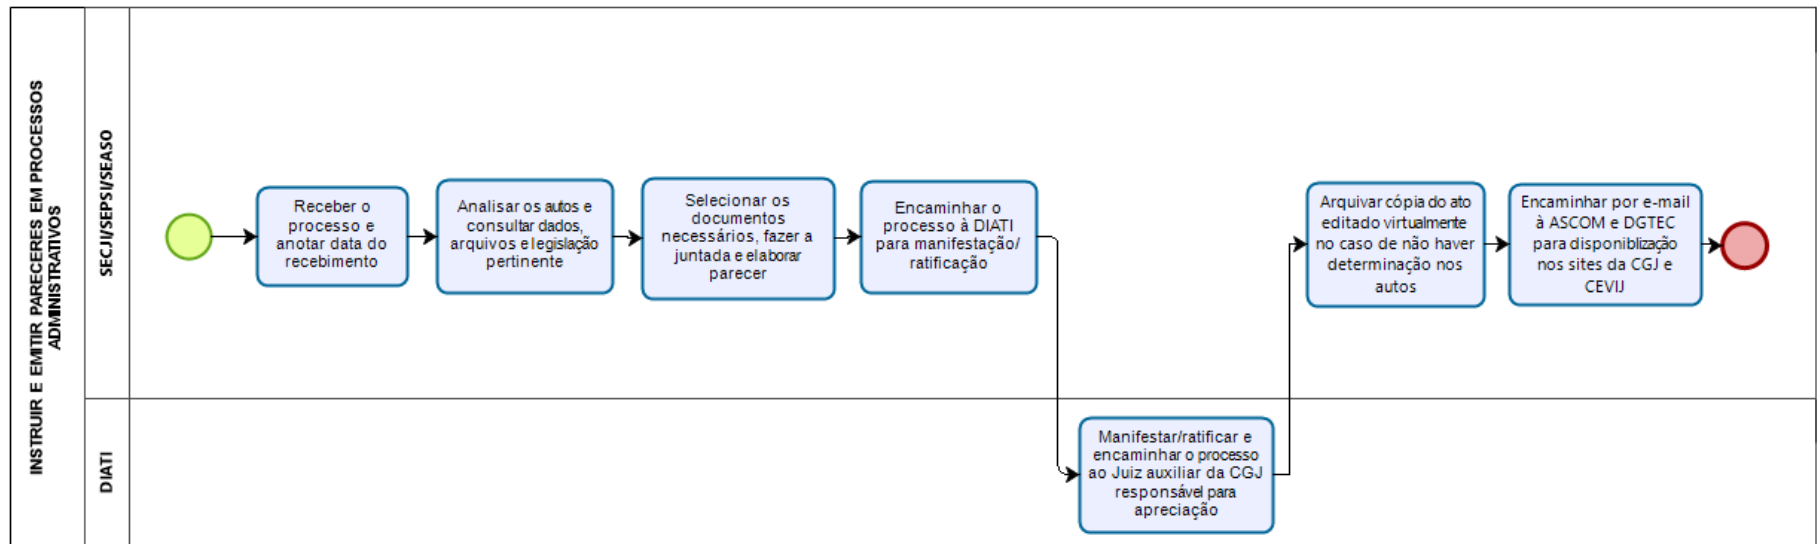 INSTRUIR E EMITIR PARECERES EM PROCESSOS
ADMINISTRATIVOS
SECJI/SEPSI/SEASO
Receber o
processo e
anotar data do
recebimento
Analisar os autos e
consultar dados,
arquivos e legislação
pertinente
Selecionar os
documentos
necessários, fazer a
juntada e elaborar
parecer
Encaminhar o
processo à DIATI
para manifestação/
ratificação
Arquivar cópia do ato
editado virtualmente
no caso de não haver
determinação nos
autos
Encaminhar por e-mail
à ASCOM e DGTEC
para disponiblização
nos sites da CGJ e
CEVIJ
DIATI
Manifestar/ratificar e
encaminhar o processo
ao Juiz auxiliar da CGJ
responsável para
apreciação